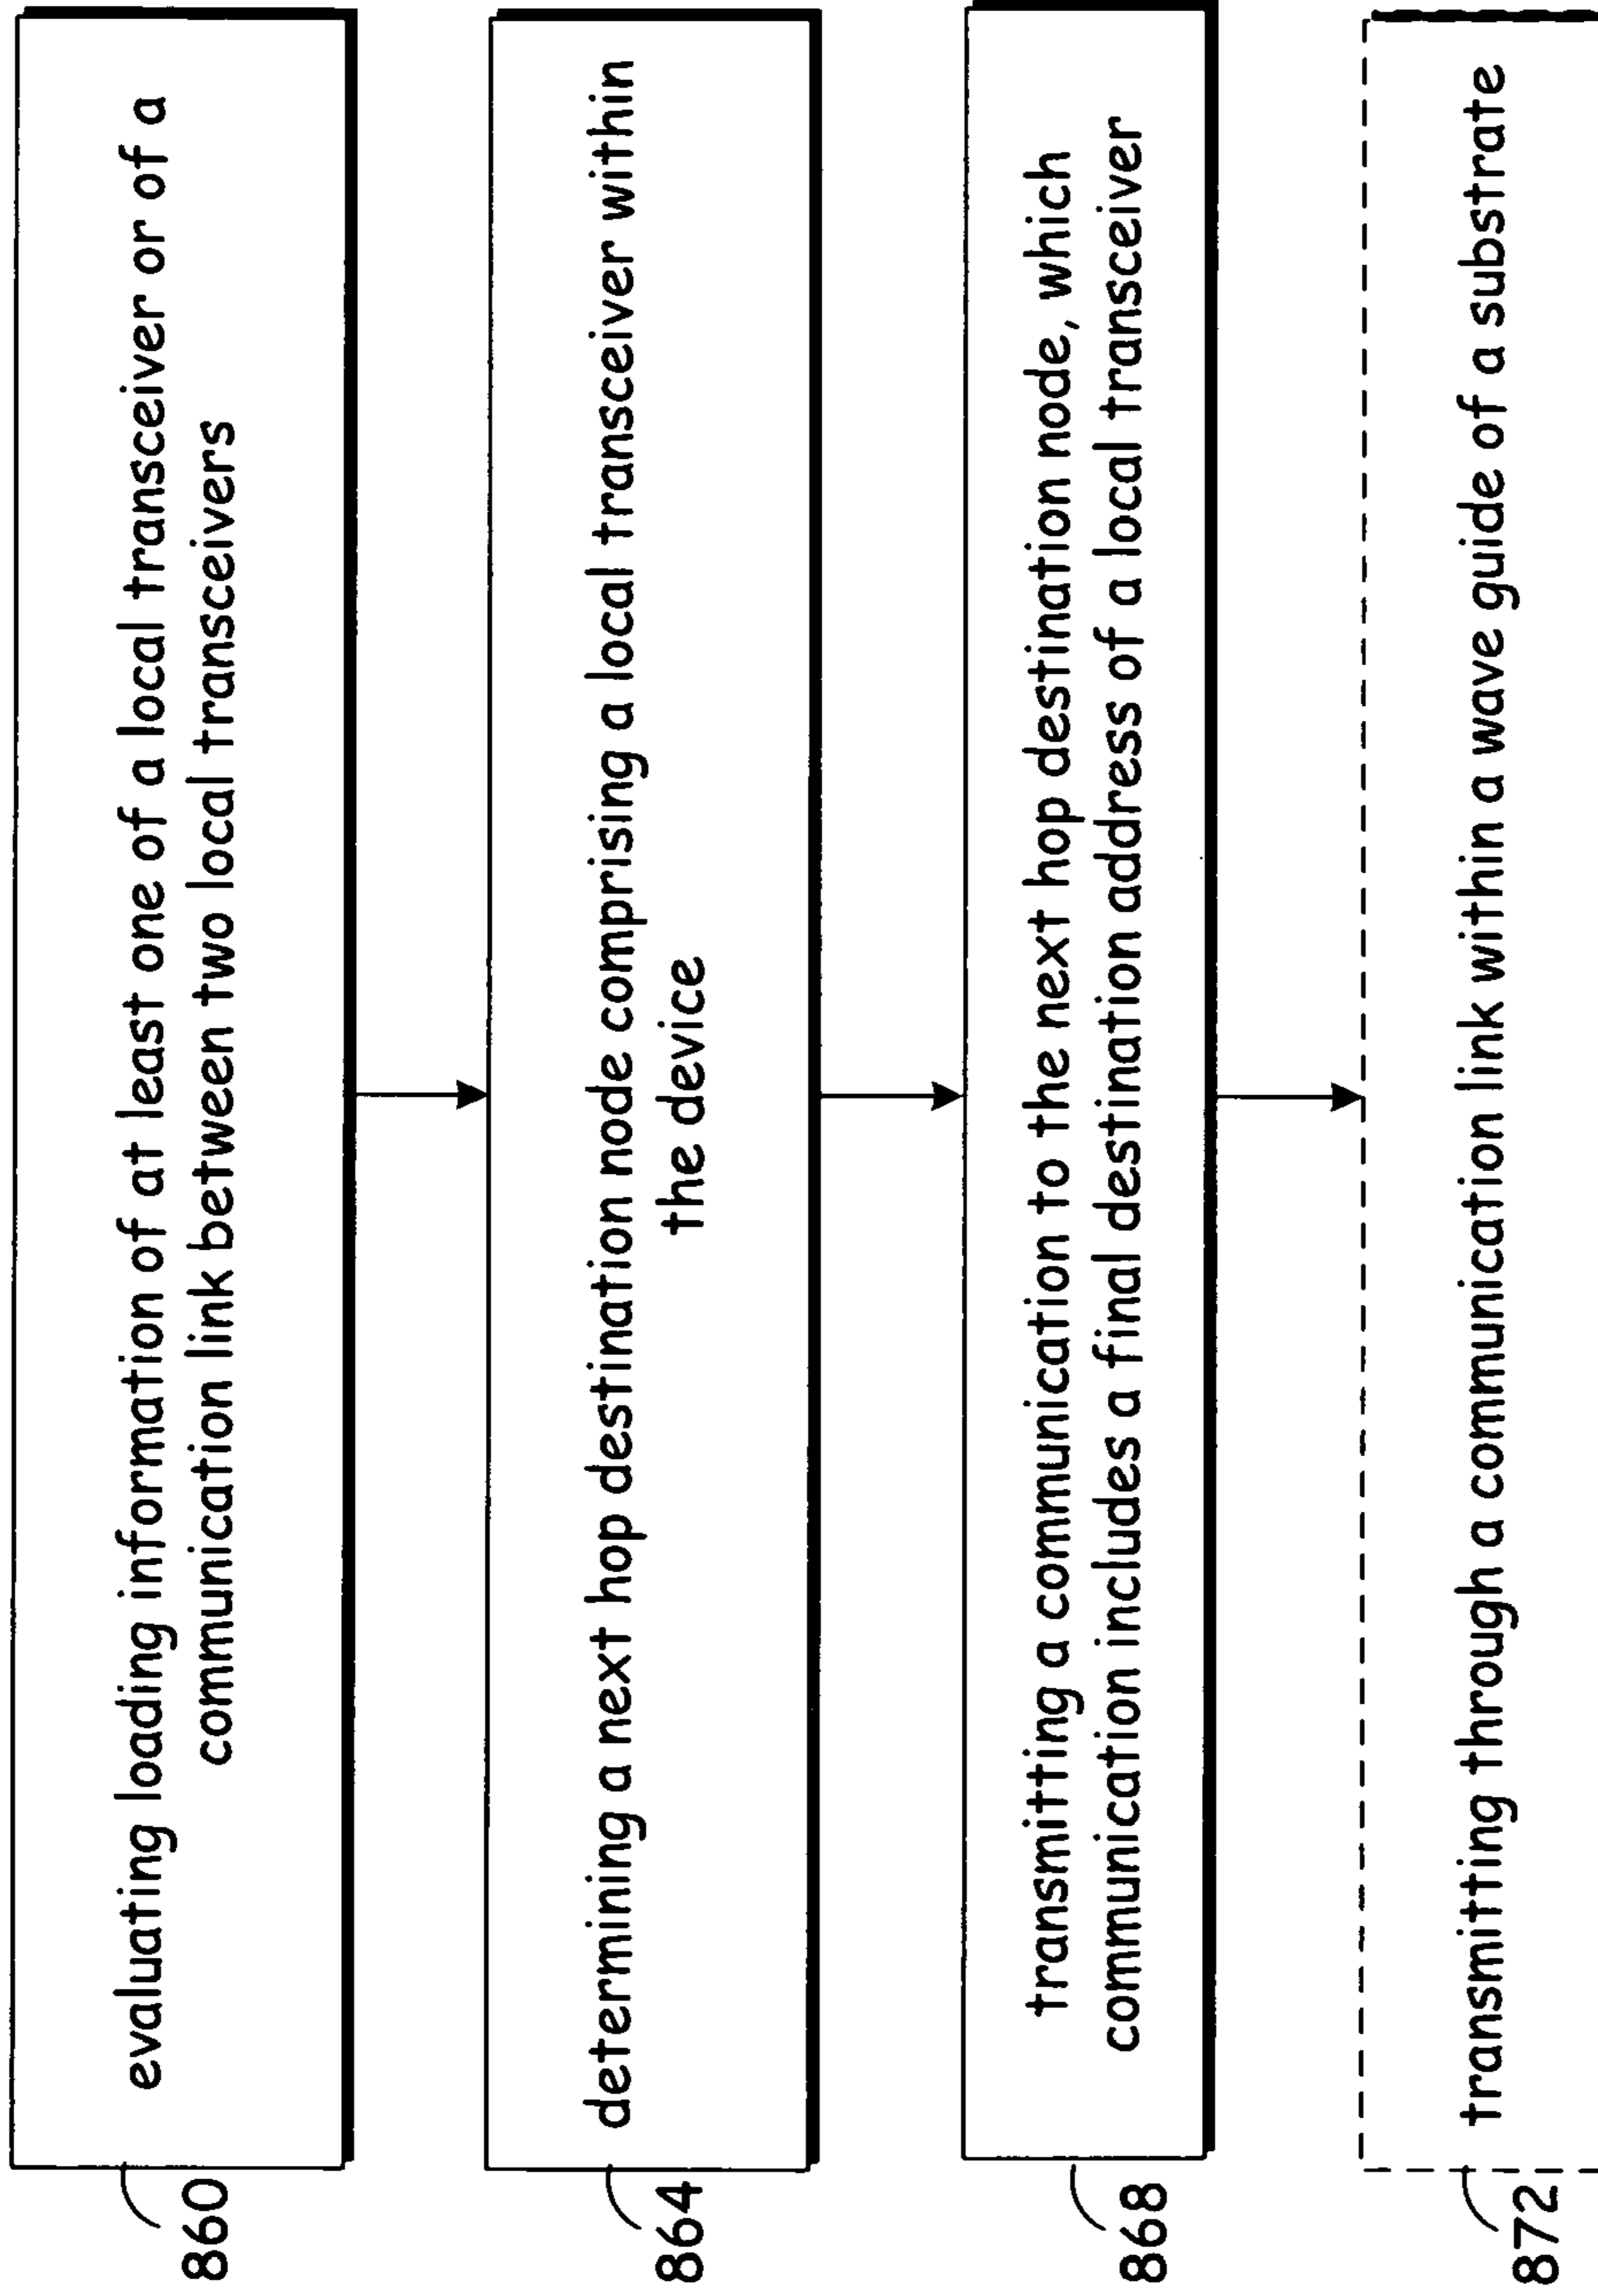 evaluating loading information of at least one of a local transceiver or of a
communication link between two local transceivers
860
determining a next hop destination node comprising a local transceiver within
the device
864
transmitting a communication to the next hop destination node, which
communication includes a final destination address of a local transceiver
868
transmitting through a communication link within a wave guide of a substrate
872